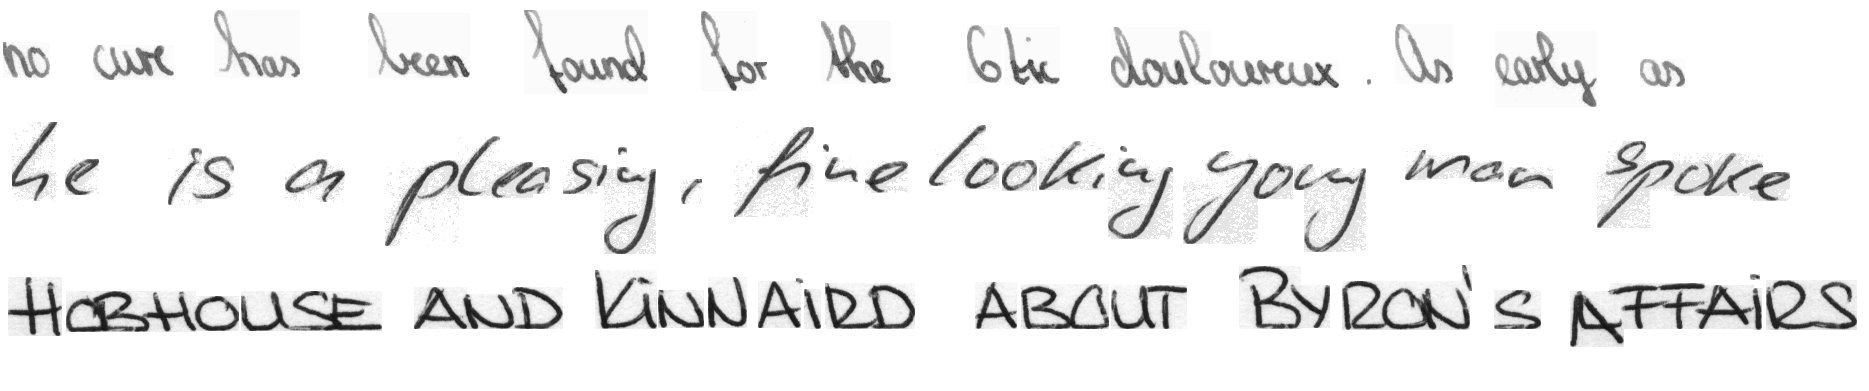 no cure has been found for the 6tic douloureux. As early as
he is a pleasing, fine looking young man spoke
HOBHOUSE AND KINNAIRD ABOUT BYRON'S AFFAIRS